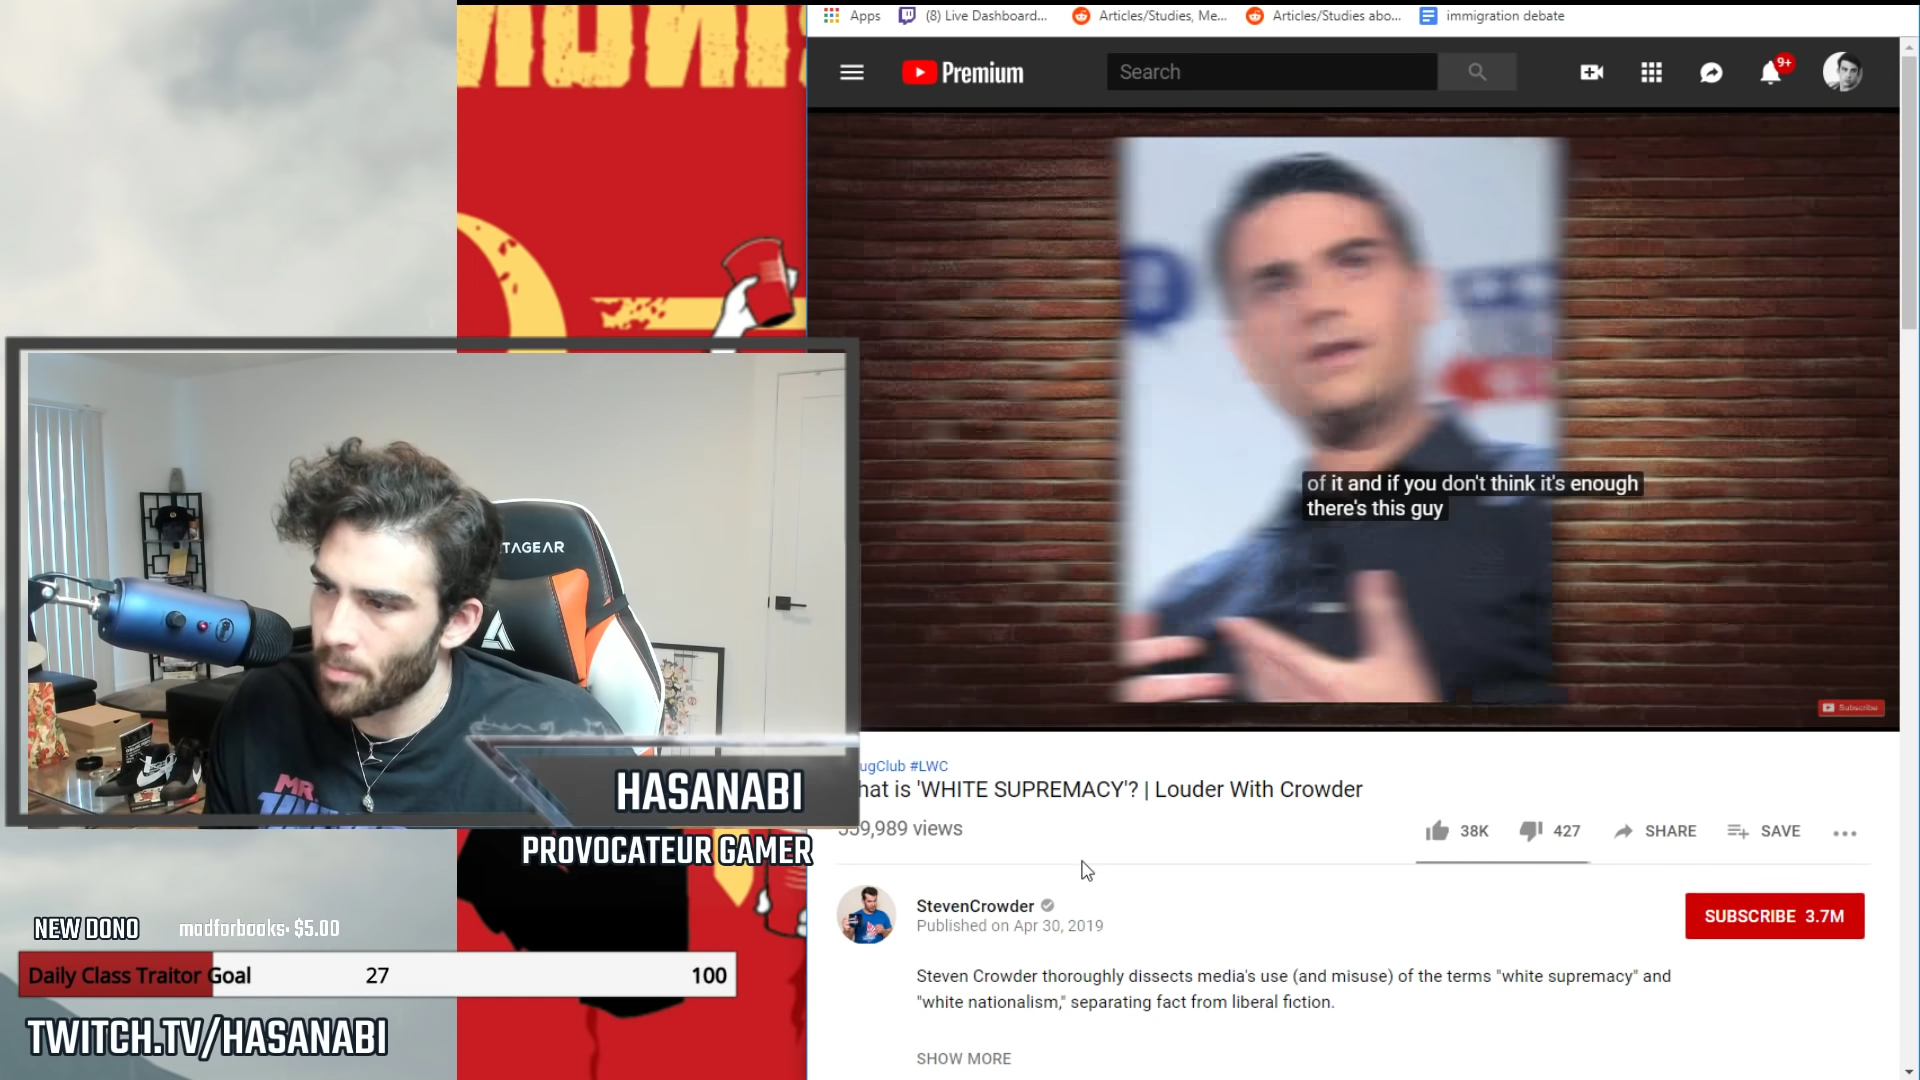 Apps
(8) Live Dashboard...
Articles/Studies, Me...
Articles/Studies abo...
immigration debate
Premium
Search
9+
of it and if you don't think it's enough
there's this guy
Subscribe
TAGEAR
MR
HASANABI
PROVOCATEUR GAMER
ugClub #LWC
hat is 'WHITE SUPREMACY'? | Louder With Crowder
59,989 views
38K
427
SHARE
SAVE
StevenCrowder
Published on Apr 30, 2019
SUBSCRIBE 3.7M
Steven Crowder thoroughly dissects media's use (and misuse) of the terms "white supremacy" and
"white nationalism," separating fact from liberal fiction.
SHOW MORE
NEW DONO
madforbooks: $5.00
Daily Class Traitor Goal
27
100
TWITCH.TV/HASANABI